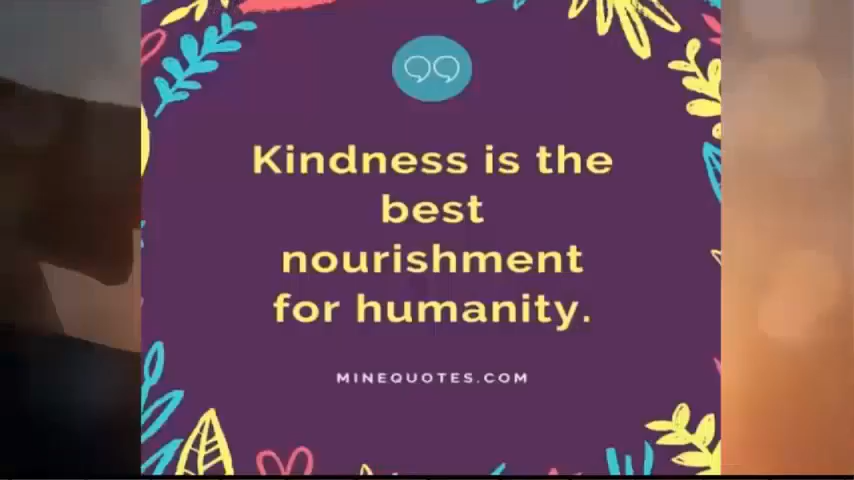 Kindness is the
best
nourishment
for humanity.
MINEQUOTES.COM